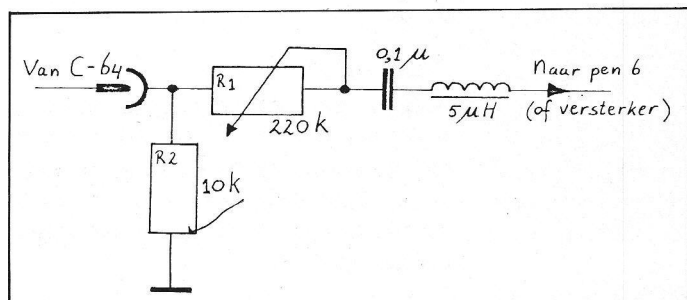 Van C-64
R1
220k
0,1µ
5µH
Naar pen 6
(of versterker)
R2
10k